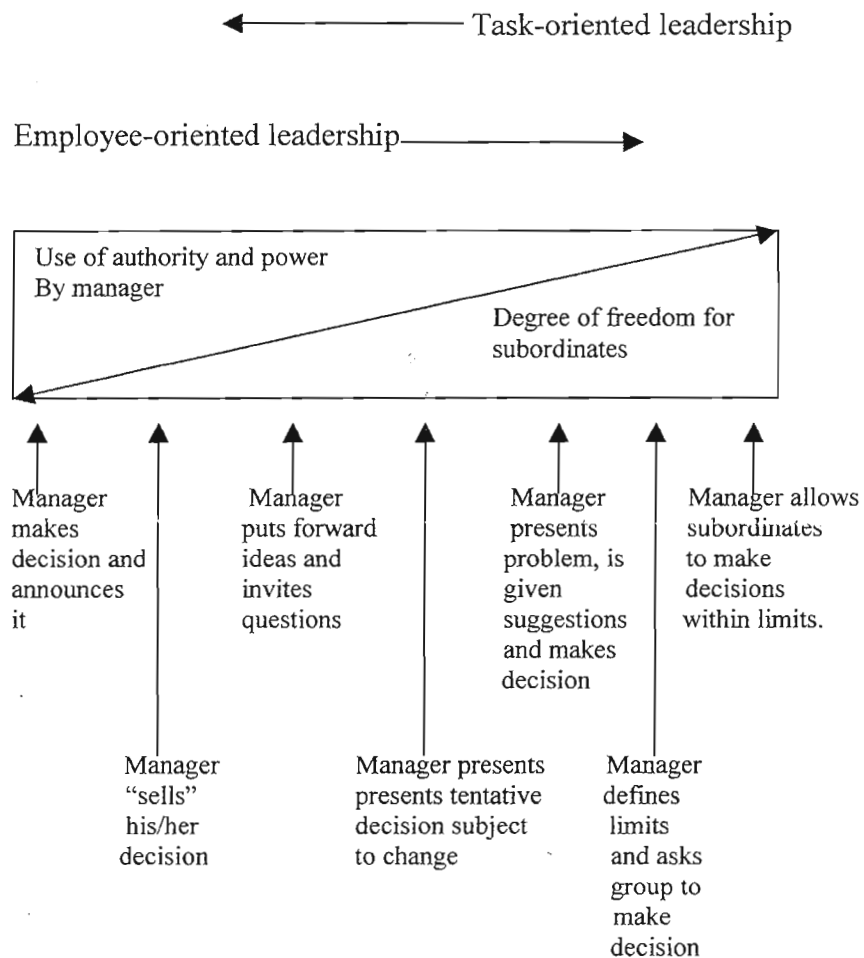 Task-oriented leadership
Employee-oriented leadership
Use of authority and power
By manager
Degree of freedom for
subordinates
Manager
makes
decision and
announces
it
Manager
puts forward
ideas and
invites
questions
Manager
presents
problem, is
given
suggestions
and makes
decision
Manager allows
subordinates
to make
decisions
within limits.
Manager
“sells”
his/her
decision
Manager presents
presents tentative
decision subject
to change
Manager
defines
limits
and asks
group to
make
decision